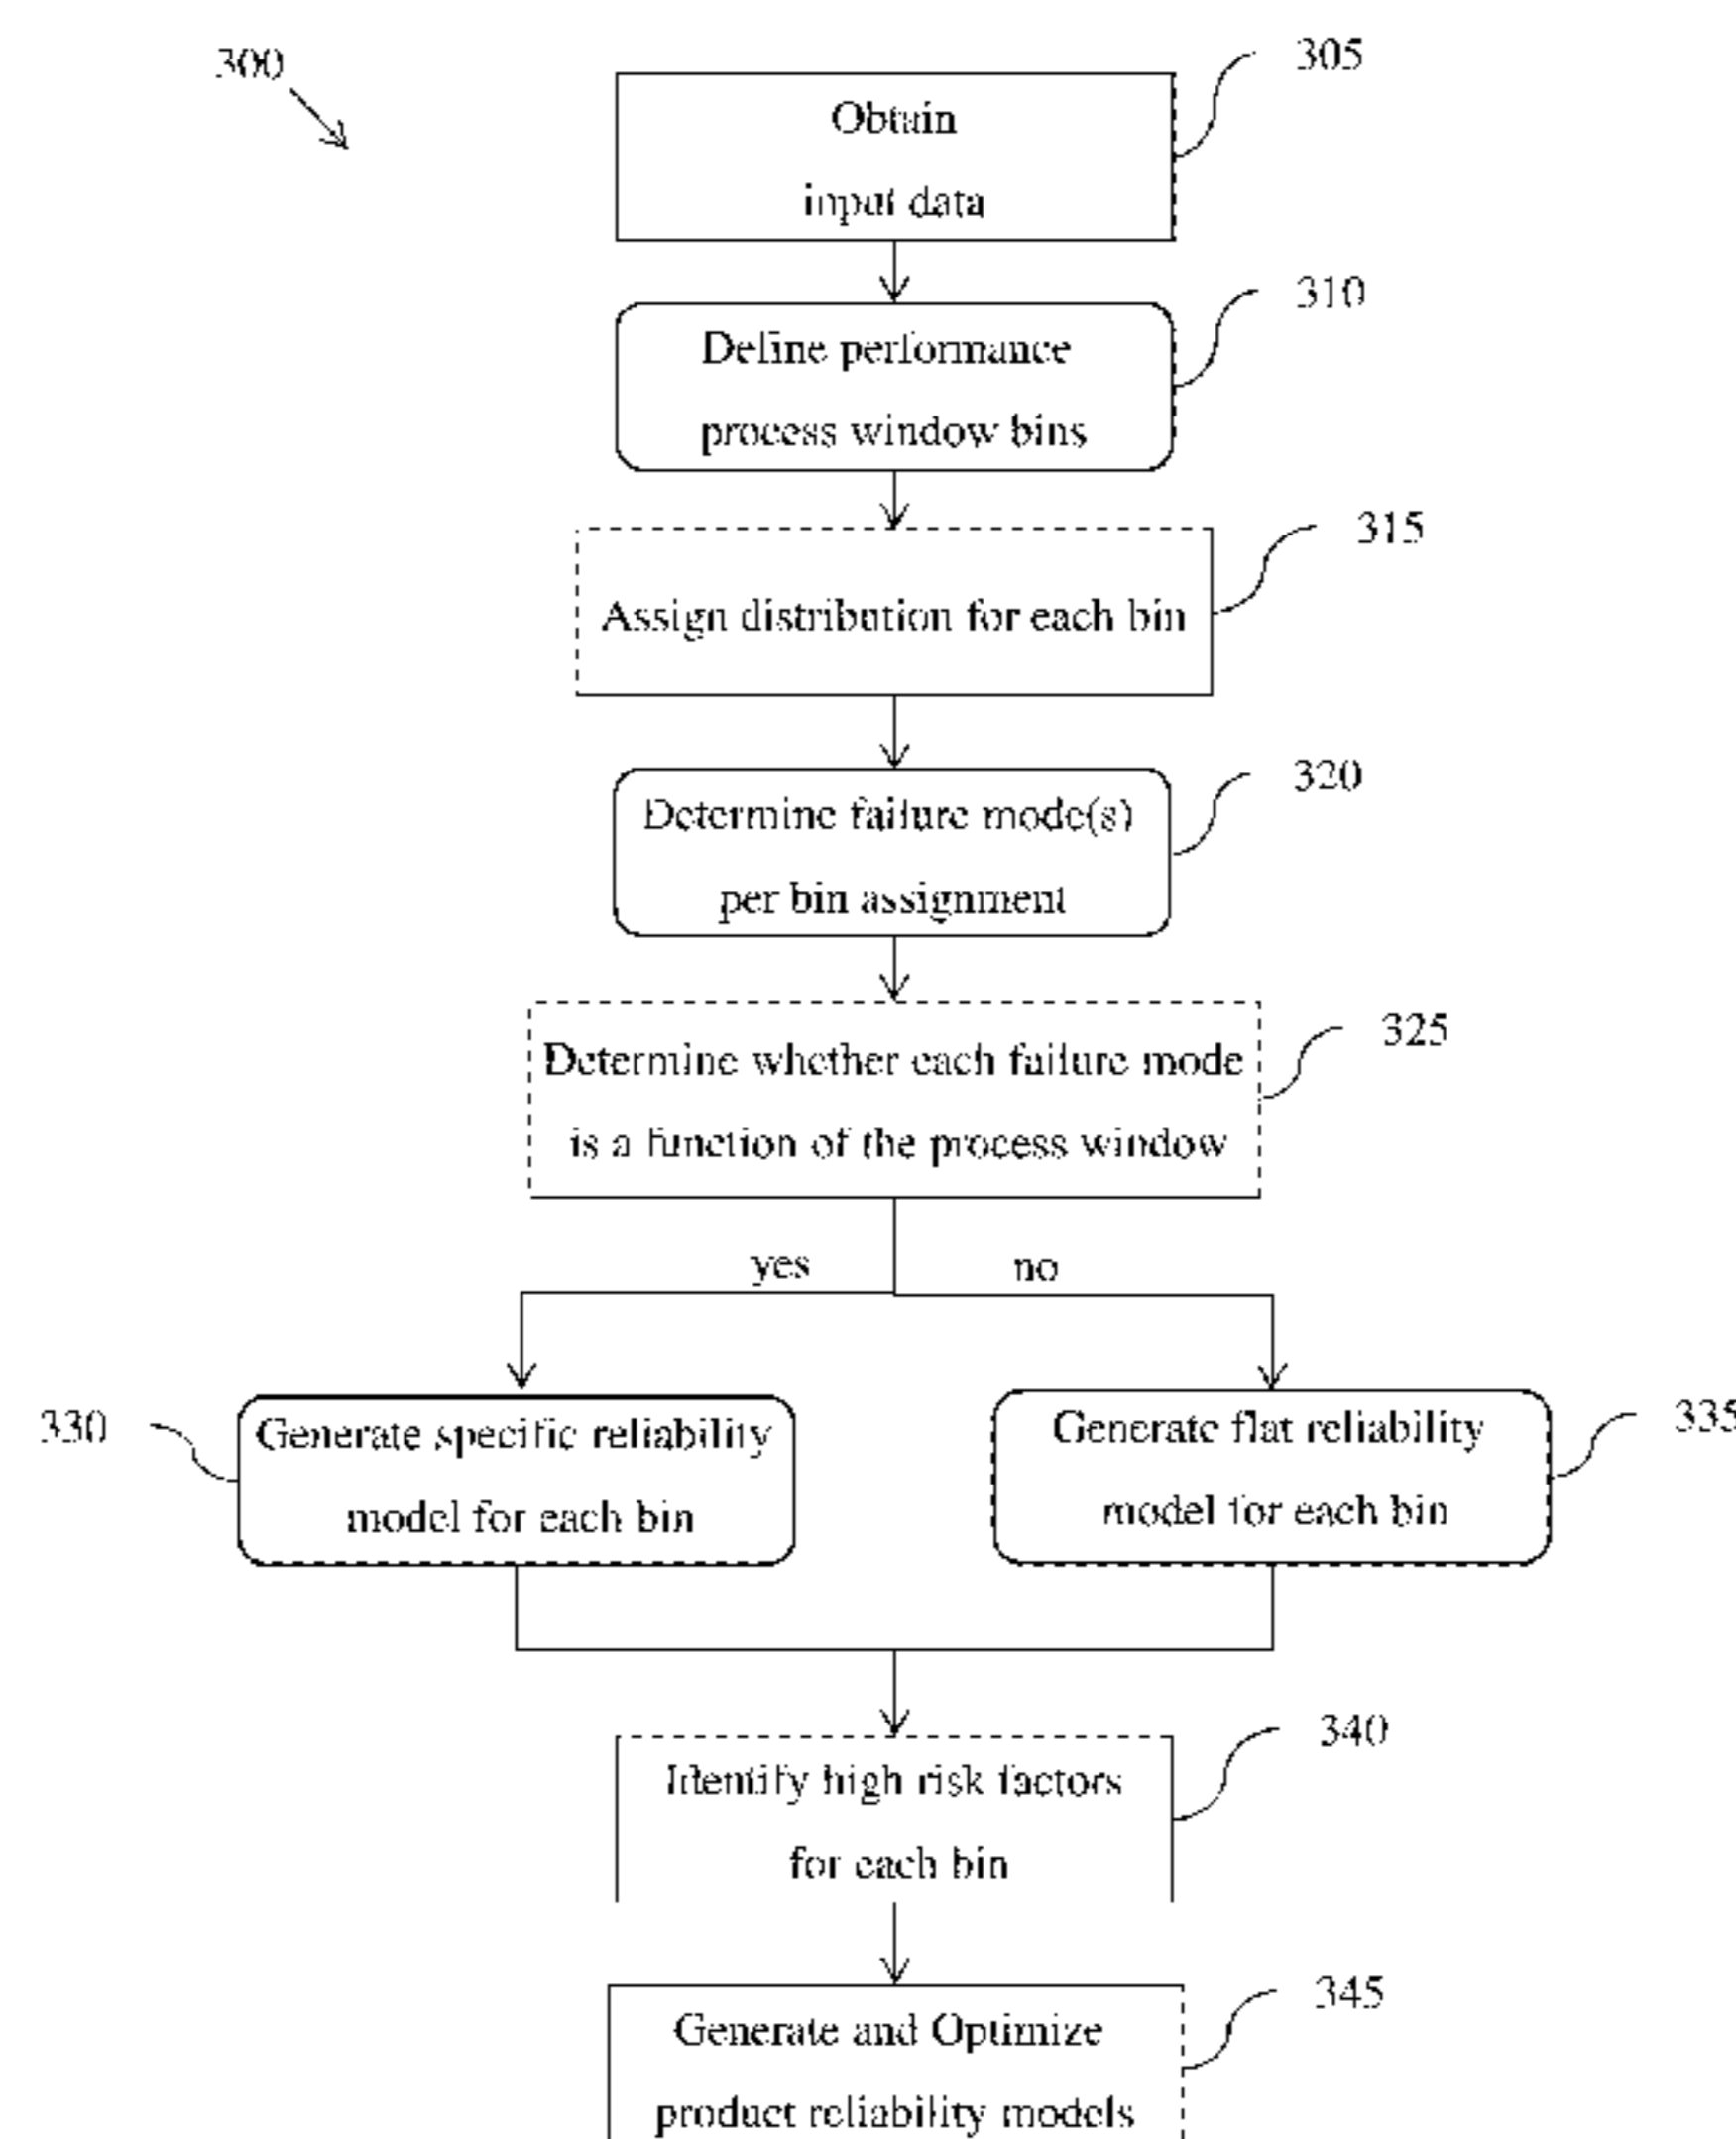 300
305
Obtain
input data
310
Define performance
process window bins
315
Assign distribution for each bin
320
Determine failure mode(s)
per bin assignment
325
Determine whether each failure mode
is a function of the process window
yes
no
330
Generate specific reliability
model for each bin
335
Generate flat reliability
model for each bin
340
Identify high risk factors
for each bin
345
Generate and Optimize
product reliability models